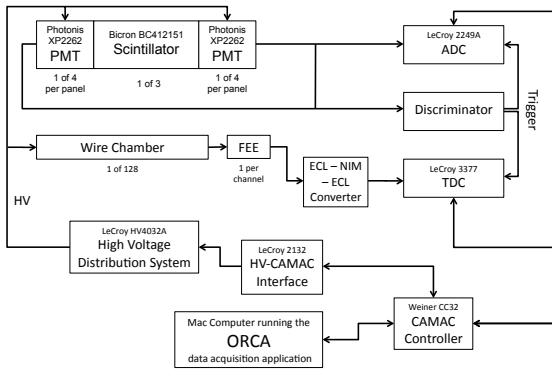 Photonis
XP2262
PMT
Bicron BC412151
Scintillator
Photonis
XP2262
PMT
1 of 4
per panel
1 of 3
1 of 4
per panel
LeCroy 2249A
ADC
Discriminator
Trigger
Wire Chamber
1 of 128
FEE
1 per
channel
ECL – NIM
– ECL
Converter
LeCroy 3377
TDC
HV
LeCroy HV4032A
High Voltage
Distribution System
LeCroy 2132
HV-CAMAC
Interface
Weiner CC32
CAMAC
Controller
Mac Computer running the
ORCA
data acquisition application